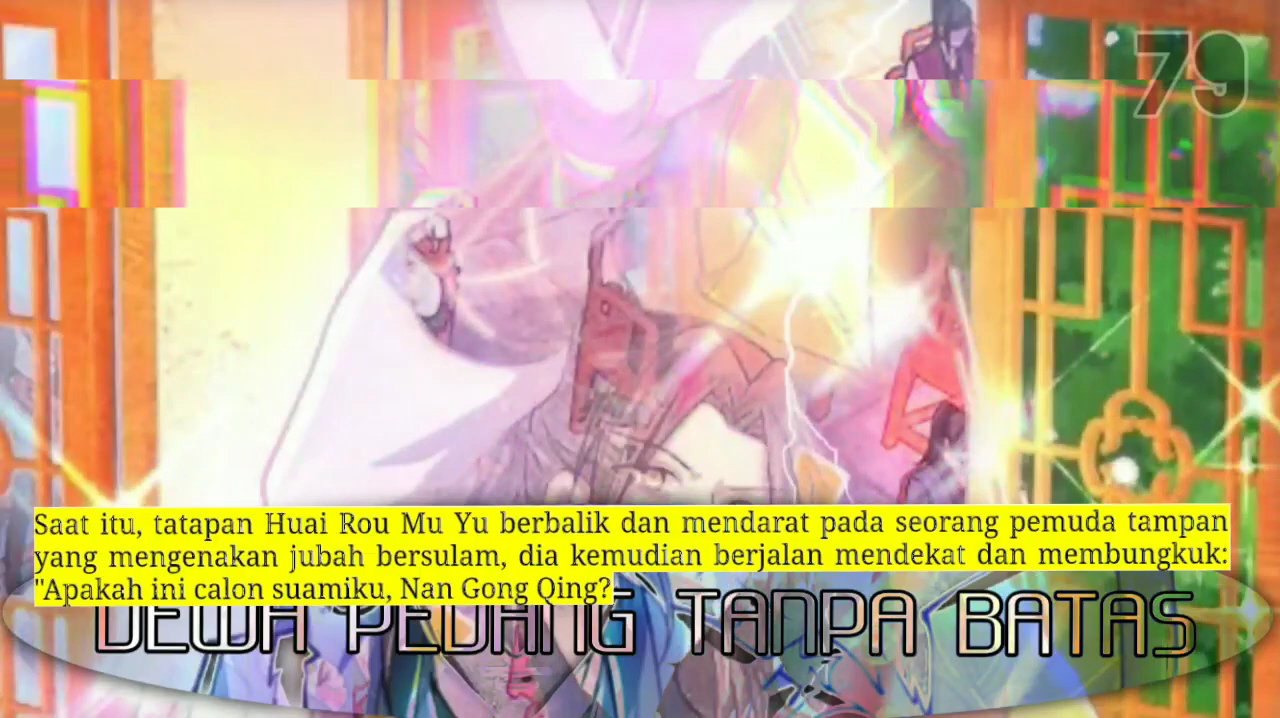 79
Saat itu, tatapan Huai Rou Mu Yu berbalik dan mendarat pada seorang pemuda tampan
yang mengenakan jubah bersulam, dia kemudian berjalan mendekat dan membungkuk:
"Apakah ini calon suamiku, Nan Gong Qing?
DEWA PEDANG TANPA BATAS